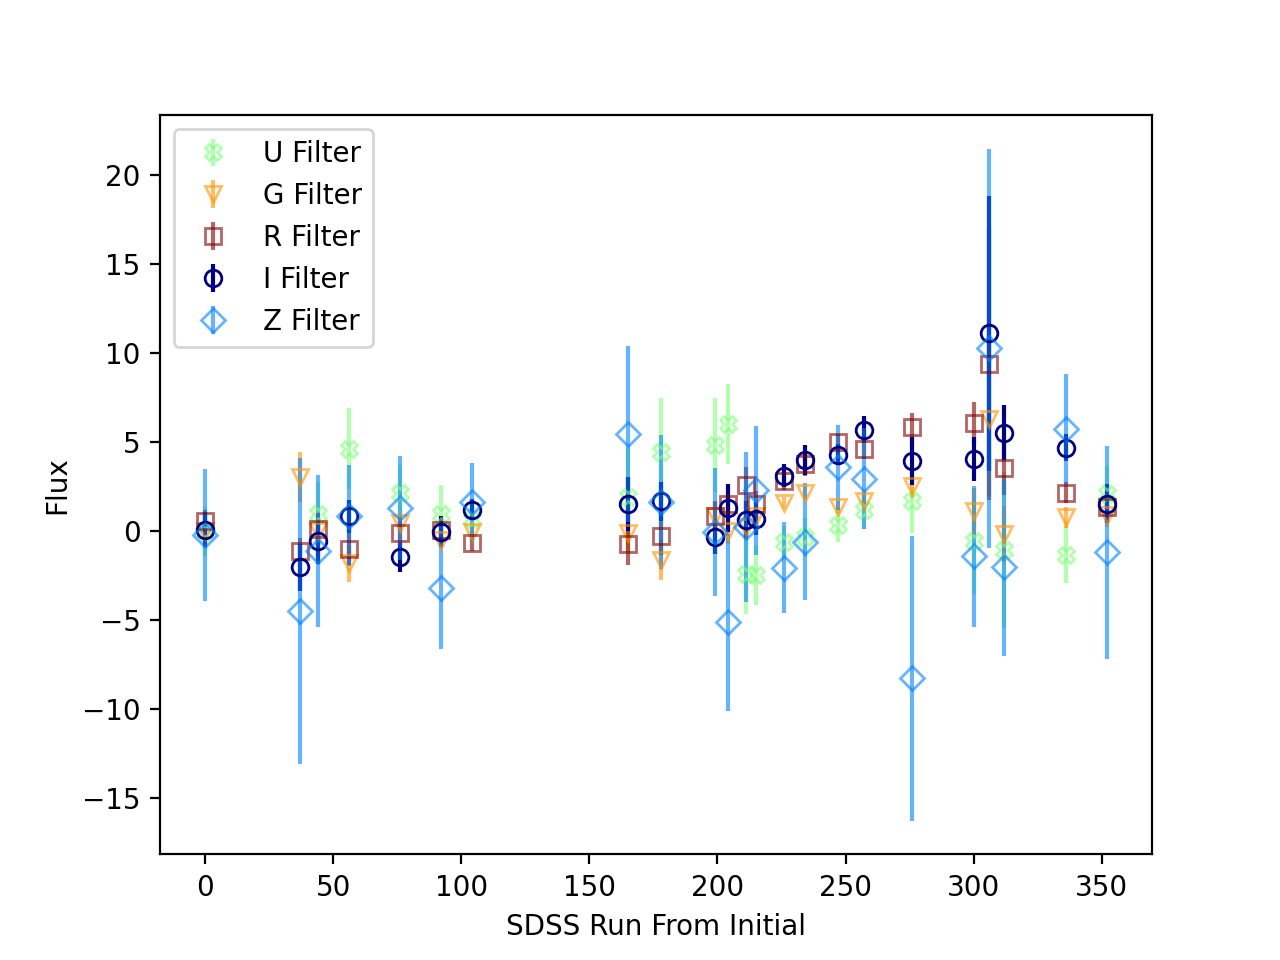 U Filter
G Filter
R Filter
I Filter
Z Filter
20
15
10
5
0
−5
−10
−15
Flux
0 50 100 150 200 250 300 350
SDSS Run From Initial